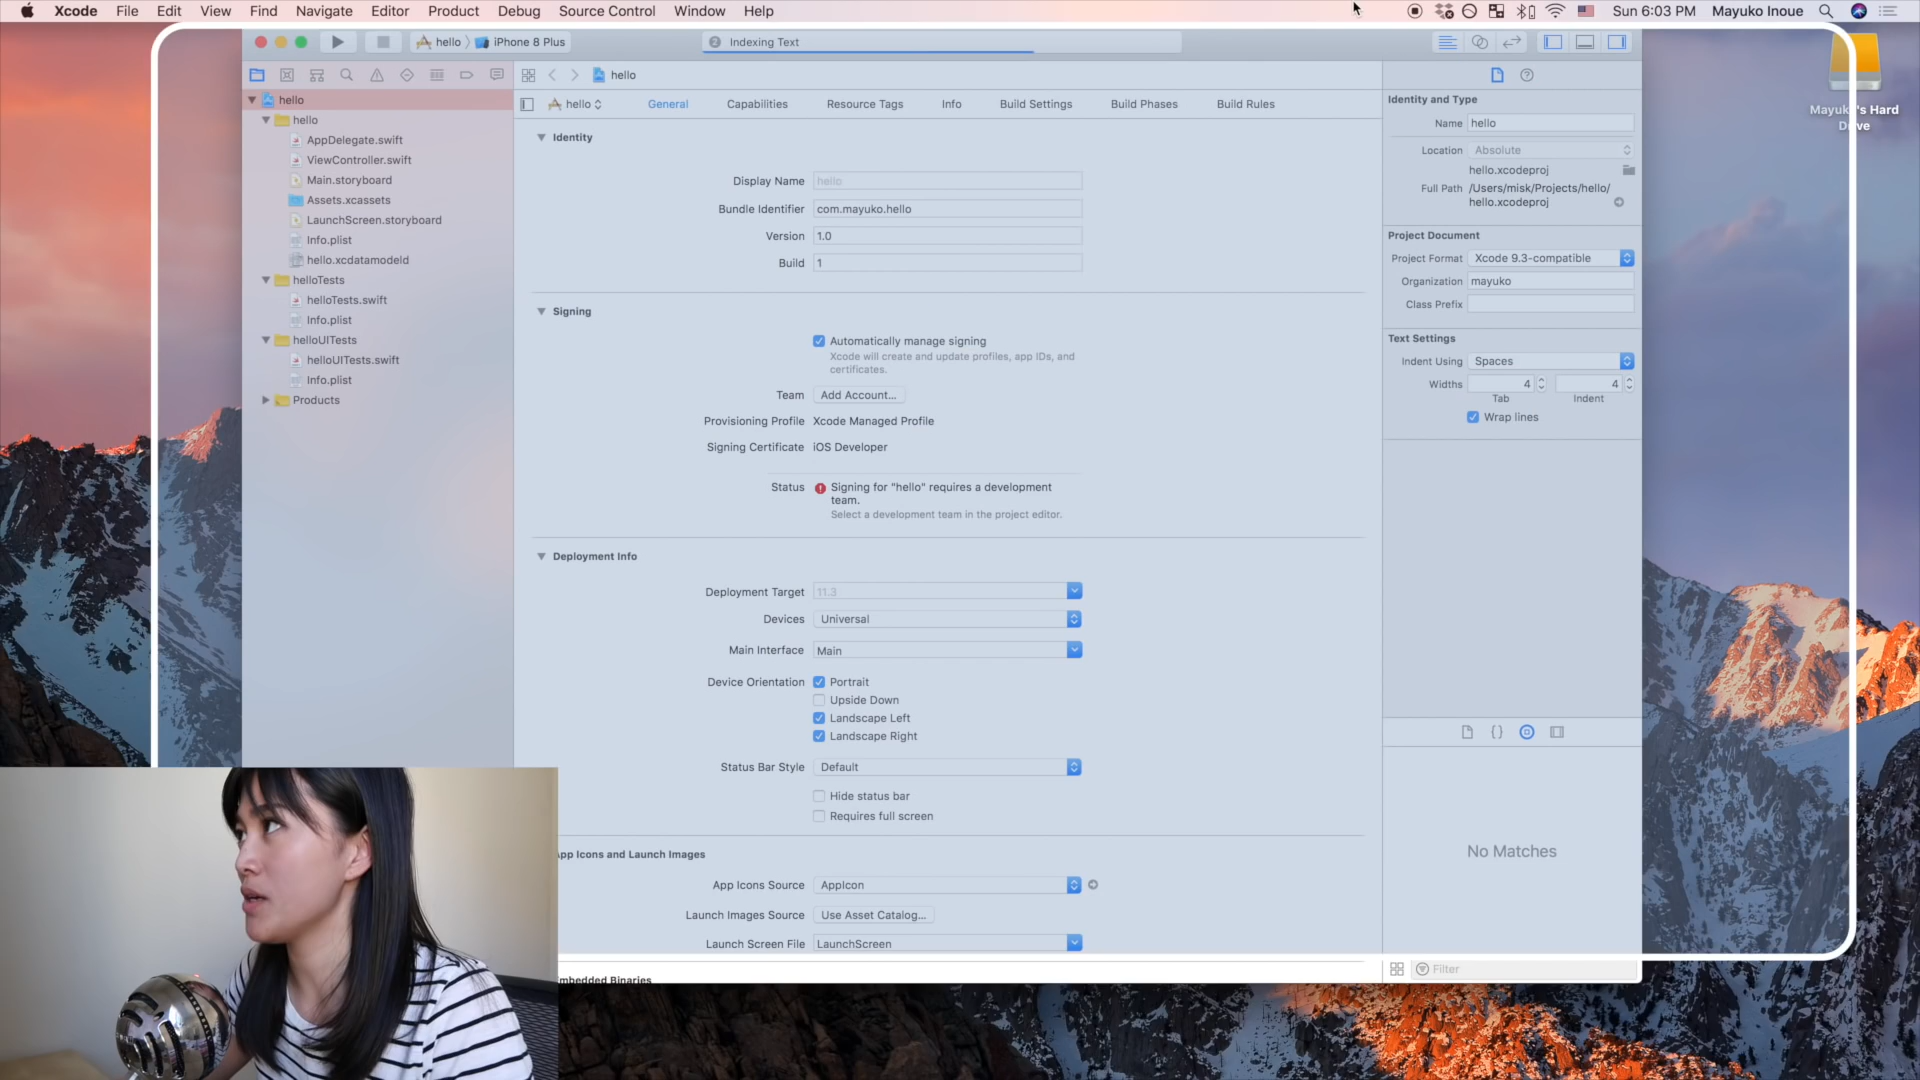 Xcode File Edit View Find Navigate Editor Product Debug Source Control Window Help Sun 6:03 PM Mayuko Inoue
hello iPhone 8 Plus 2 Indexing Text
hello
hello General Capabilities Resource Tags Info Build Settings Build Phases Build Rules
hello
hello
AppDelegate.swift
ViewController.swift
Main.storyboard
Assets.xcassets
LaunchScreen.storyboard
Info.plist
hello.xcdatamodeld
helloTests
helloTests.swift
Info.plist
helloUITests
helloUITests.swift
Info.plist
Products
Identity
Display Name hello
Bundle Identifier com.mayuko.hello
Version 1.0
Build 1
Signing
Automatically manage signing
Xcode will create and update profiles, app IDs, and
certificates.
Team Add Account...
Provisioning Profile Xcode Managed Profile
Signing Certificate iOS Developer
Status Signing for "hello" requires a development
team.
Select a development team in the project editor.
Deployment Info
Deployment Target 11.3
Devices Universal
Main Interface Main
Device Orientation Portrait
Upside Down
Landscape Left
Landscape Right
Status Bar Style Default
Hide status bar
Requires full screen
App Icons and Launch Images
App Icons Source AppIcon
Launch Images Source Use Asset Catalog...
Launch Screen File LaunchScreen
mbedded Binaries
Identity and Type
Name hello
Location Absolute
hello.xcodeproj
Full Path /Users/misk/Projects/hello/
hello.xcodeproj
Project Document
Project Format Xcode 9.3-compatible
Organization mayuko
Class Prefix
Text Settings
Indent Using Spaces
Widths 4 4
Tab Indent
Wrap lines
{ }
No Matches
Filter
Mayuko's Hard
Drive